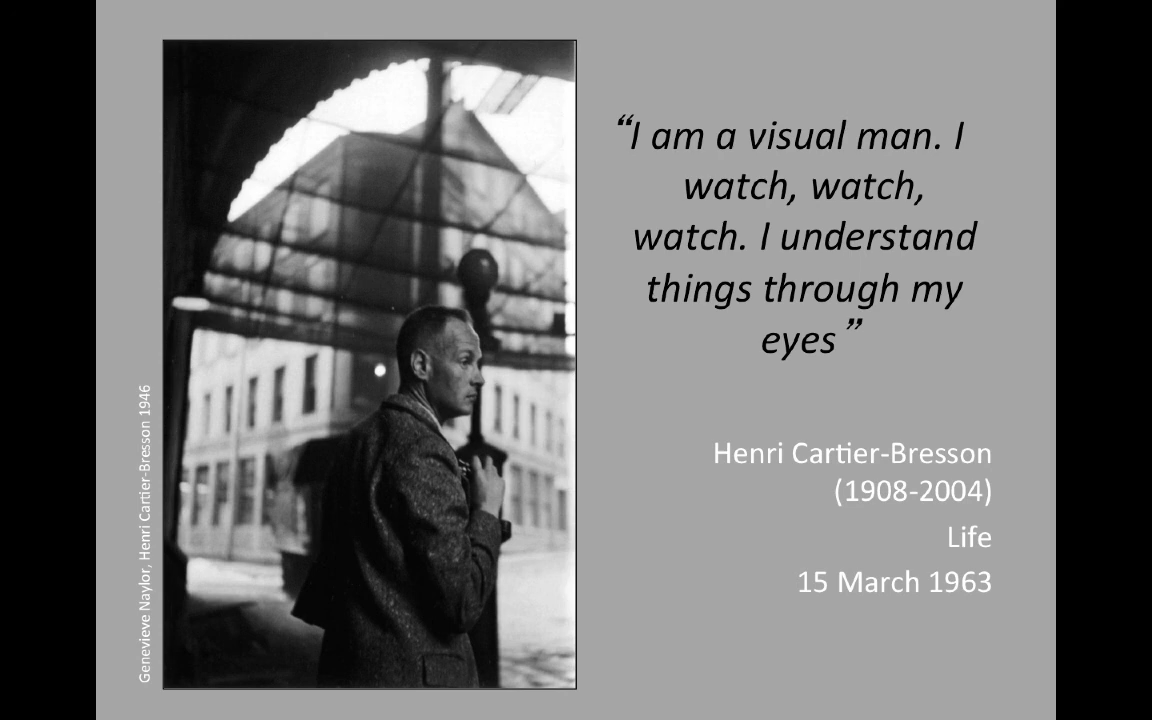 “I am a visual man. I
watch, watch,
watch. I understand
things through my
eyes”
Henri Cartier-Bresson
(1908-2004)
Life
15 March 1963
Genevieve Naylor, Henri Cartier-Bresson 1946